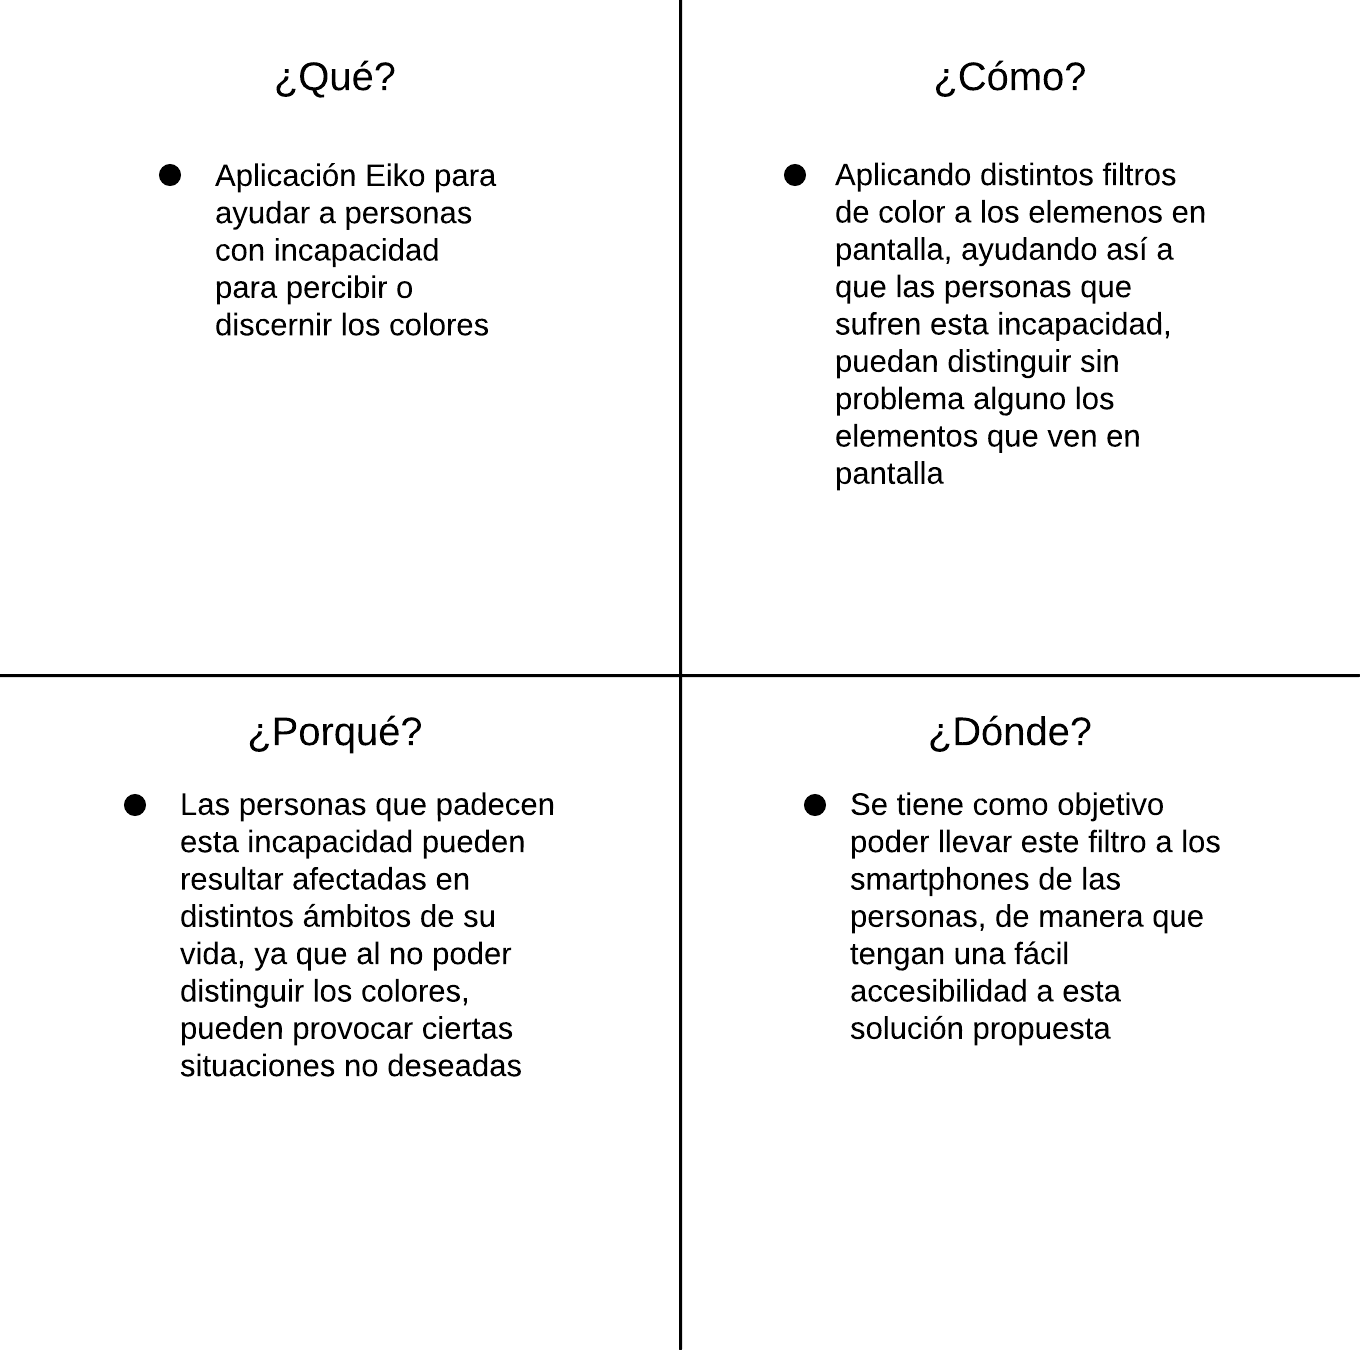 ¿Qué?
Aplicación Eiko para
ayudar a personas
con incapacidad
para percibir o
discernir los colores
¿Cómo?
Aplicando distintos filtros
de color a los elemenos en
pantalla, ayudando así a
que las personas que
sufren esta incapacidad,
puedan distinguir sin
problema alguno los
elementos que ven en
pantalla
¿Porqué?
Las personas que padecen
esta incapacidad pueden
resultar afectadas en
distintos ámbitos de su
vida, ya que al no poder
distinguir los colores,
pueden provocar ciertas
situaciones no deseadas
¿Dónde?
Se tiene como objetivo
poder llevar este filtro a los
smartphones de las
personas, de manera que
tengan una fácil
accesibilidad a esta
solución propuesta